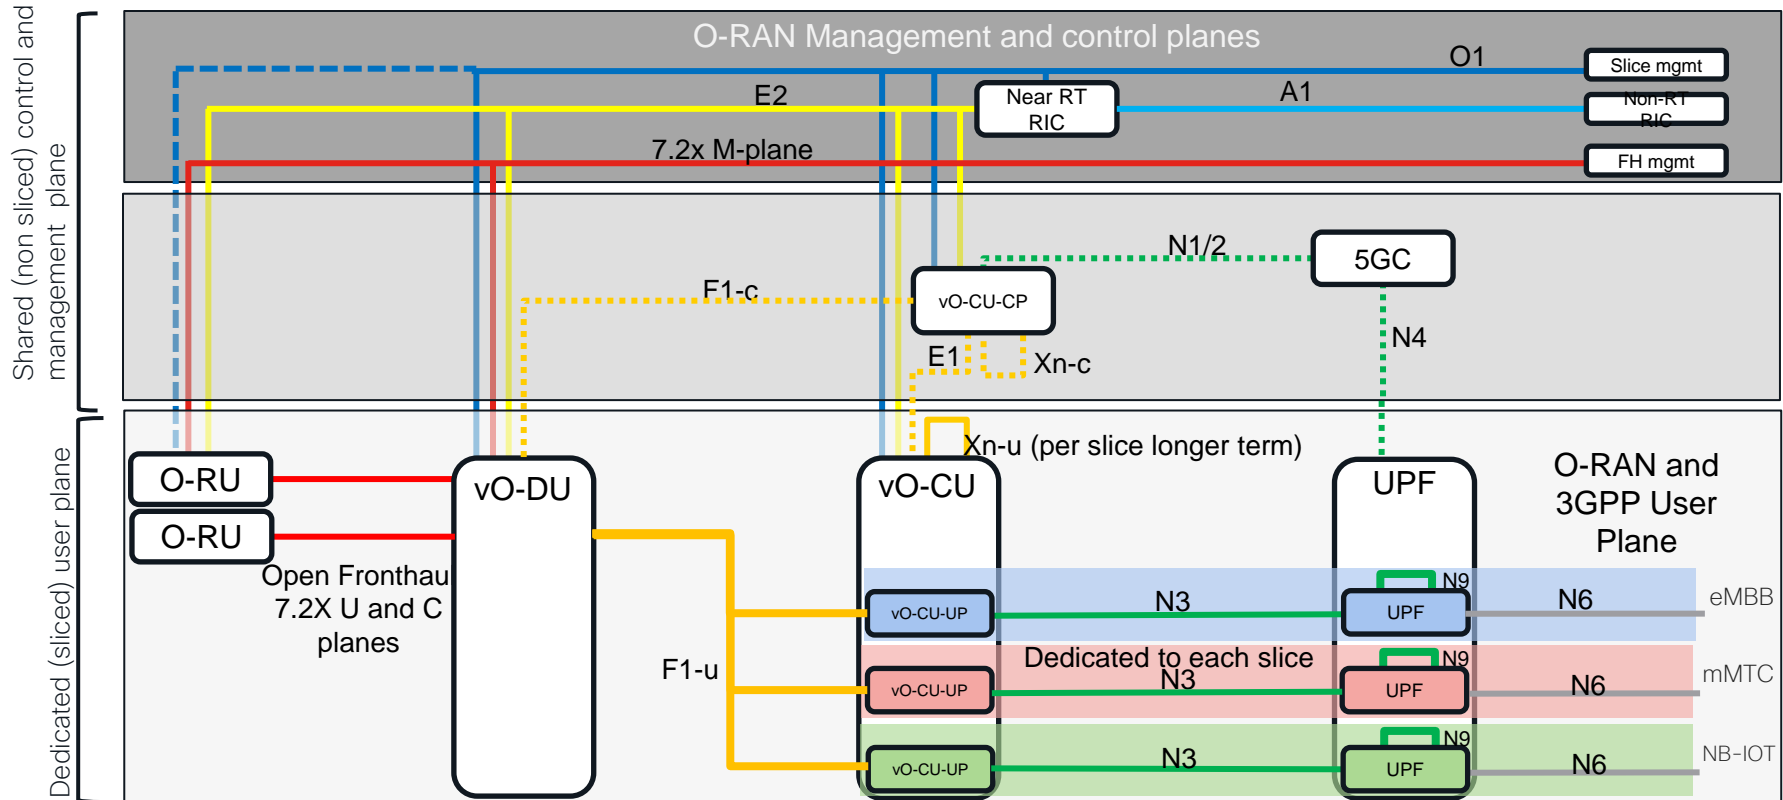 Shared (non sliced) control and
management plane
O-RAN Management and control planes
O1
Slice mgmt
E2
Near RT
RIC
A1
Non-RT
RIC
7.2x M-plane
FH mgmt
N1/2
5GC
F1-c
vO-CU-CP
N4
E1
Xn-c
Dedicated (sliced) user plane
Xn-u (per slice longer term)
O-RU
vO-DU
vO-CU
UPF
O-RAN and
3GPP User
Plane
O-RU
Open Fronthau
7.2X U and C
planes
N9
vO-CU-UP
N3
UPF
N6
eMBB
F1-u
Dedicated to each slice
N9
vO-CU-UP
N3
UPF
N6
mMTC
N9
vO-CU-UP
N3
UPF
N6
NB-IOT